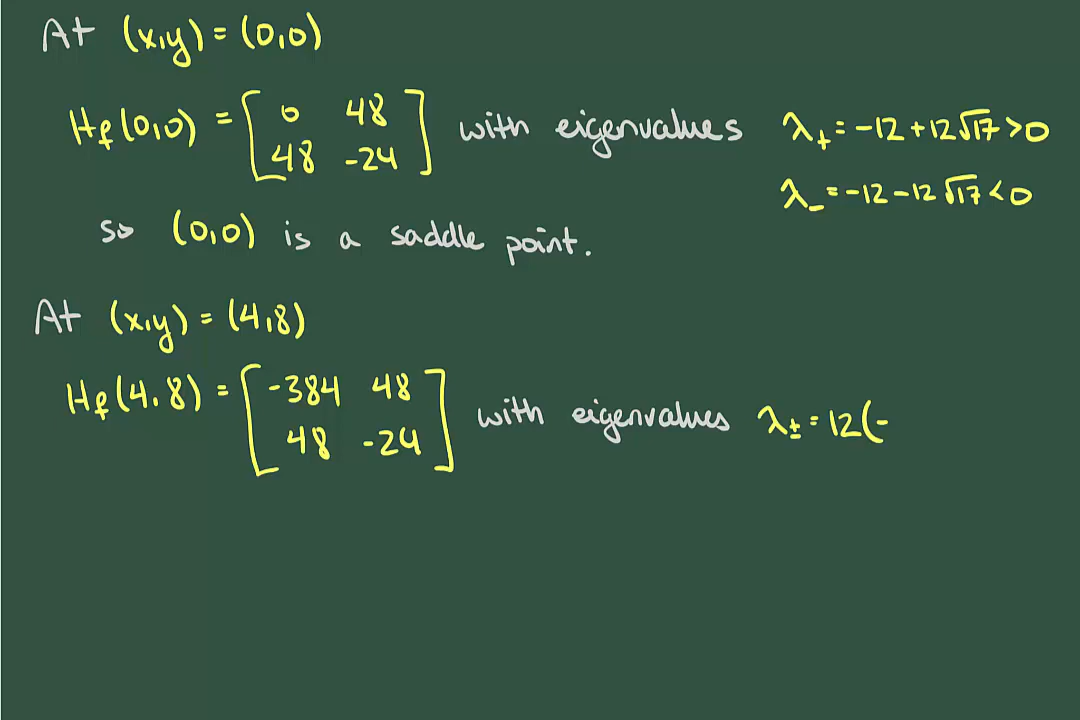 At (x,y) = (0,0)
Hf(0,0) = [0 48; 48 -24] with eigenvalues λ₊ = -12 + 12√17 > 0
λ₋ = -12 - 12√17 < 0
so (0,0) is a saddle point.
At (x,y) = (4,8)
Hf(4,8) = [-384 48; 48 -24] with eigenvalues λ± = 12(-